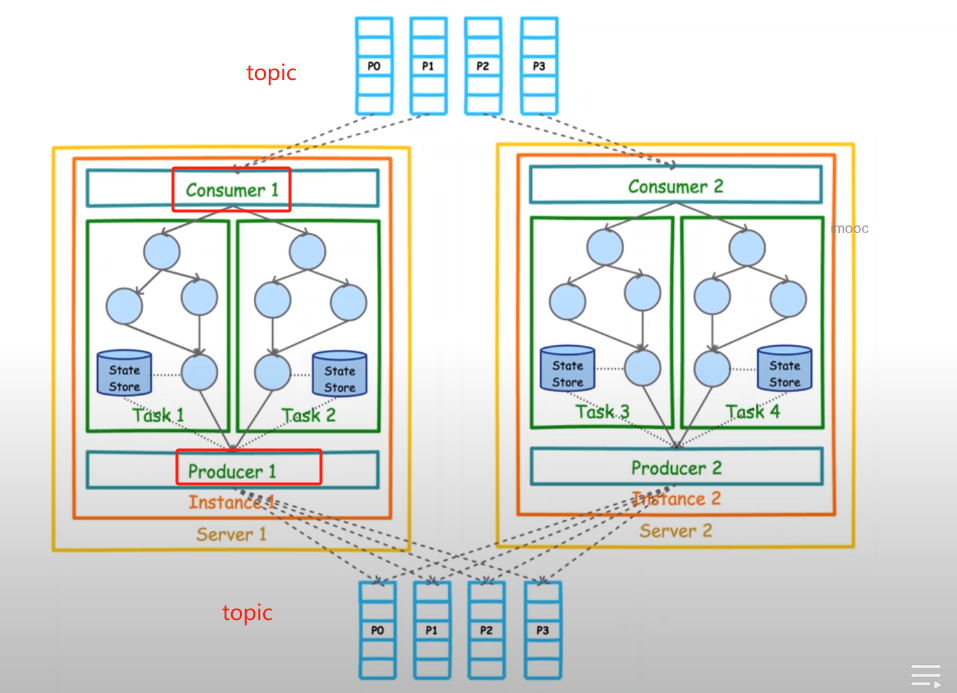 P0
P1
P2
P3
topic
Consumer 1
Consumer 2
imooc
State
Store
State
Store
State
Store
State
Store
Task 1
Task 2
Task 3
Task 4
Producer 1
Producer 2
Instance 1
Instance 2
Server 1
Server 2
topic
P0
P1
P2
P3